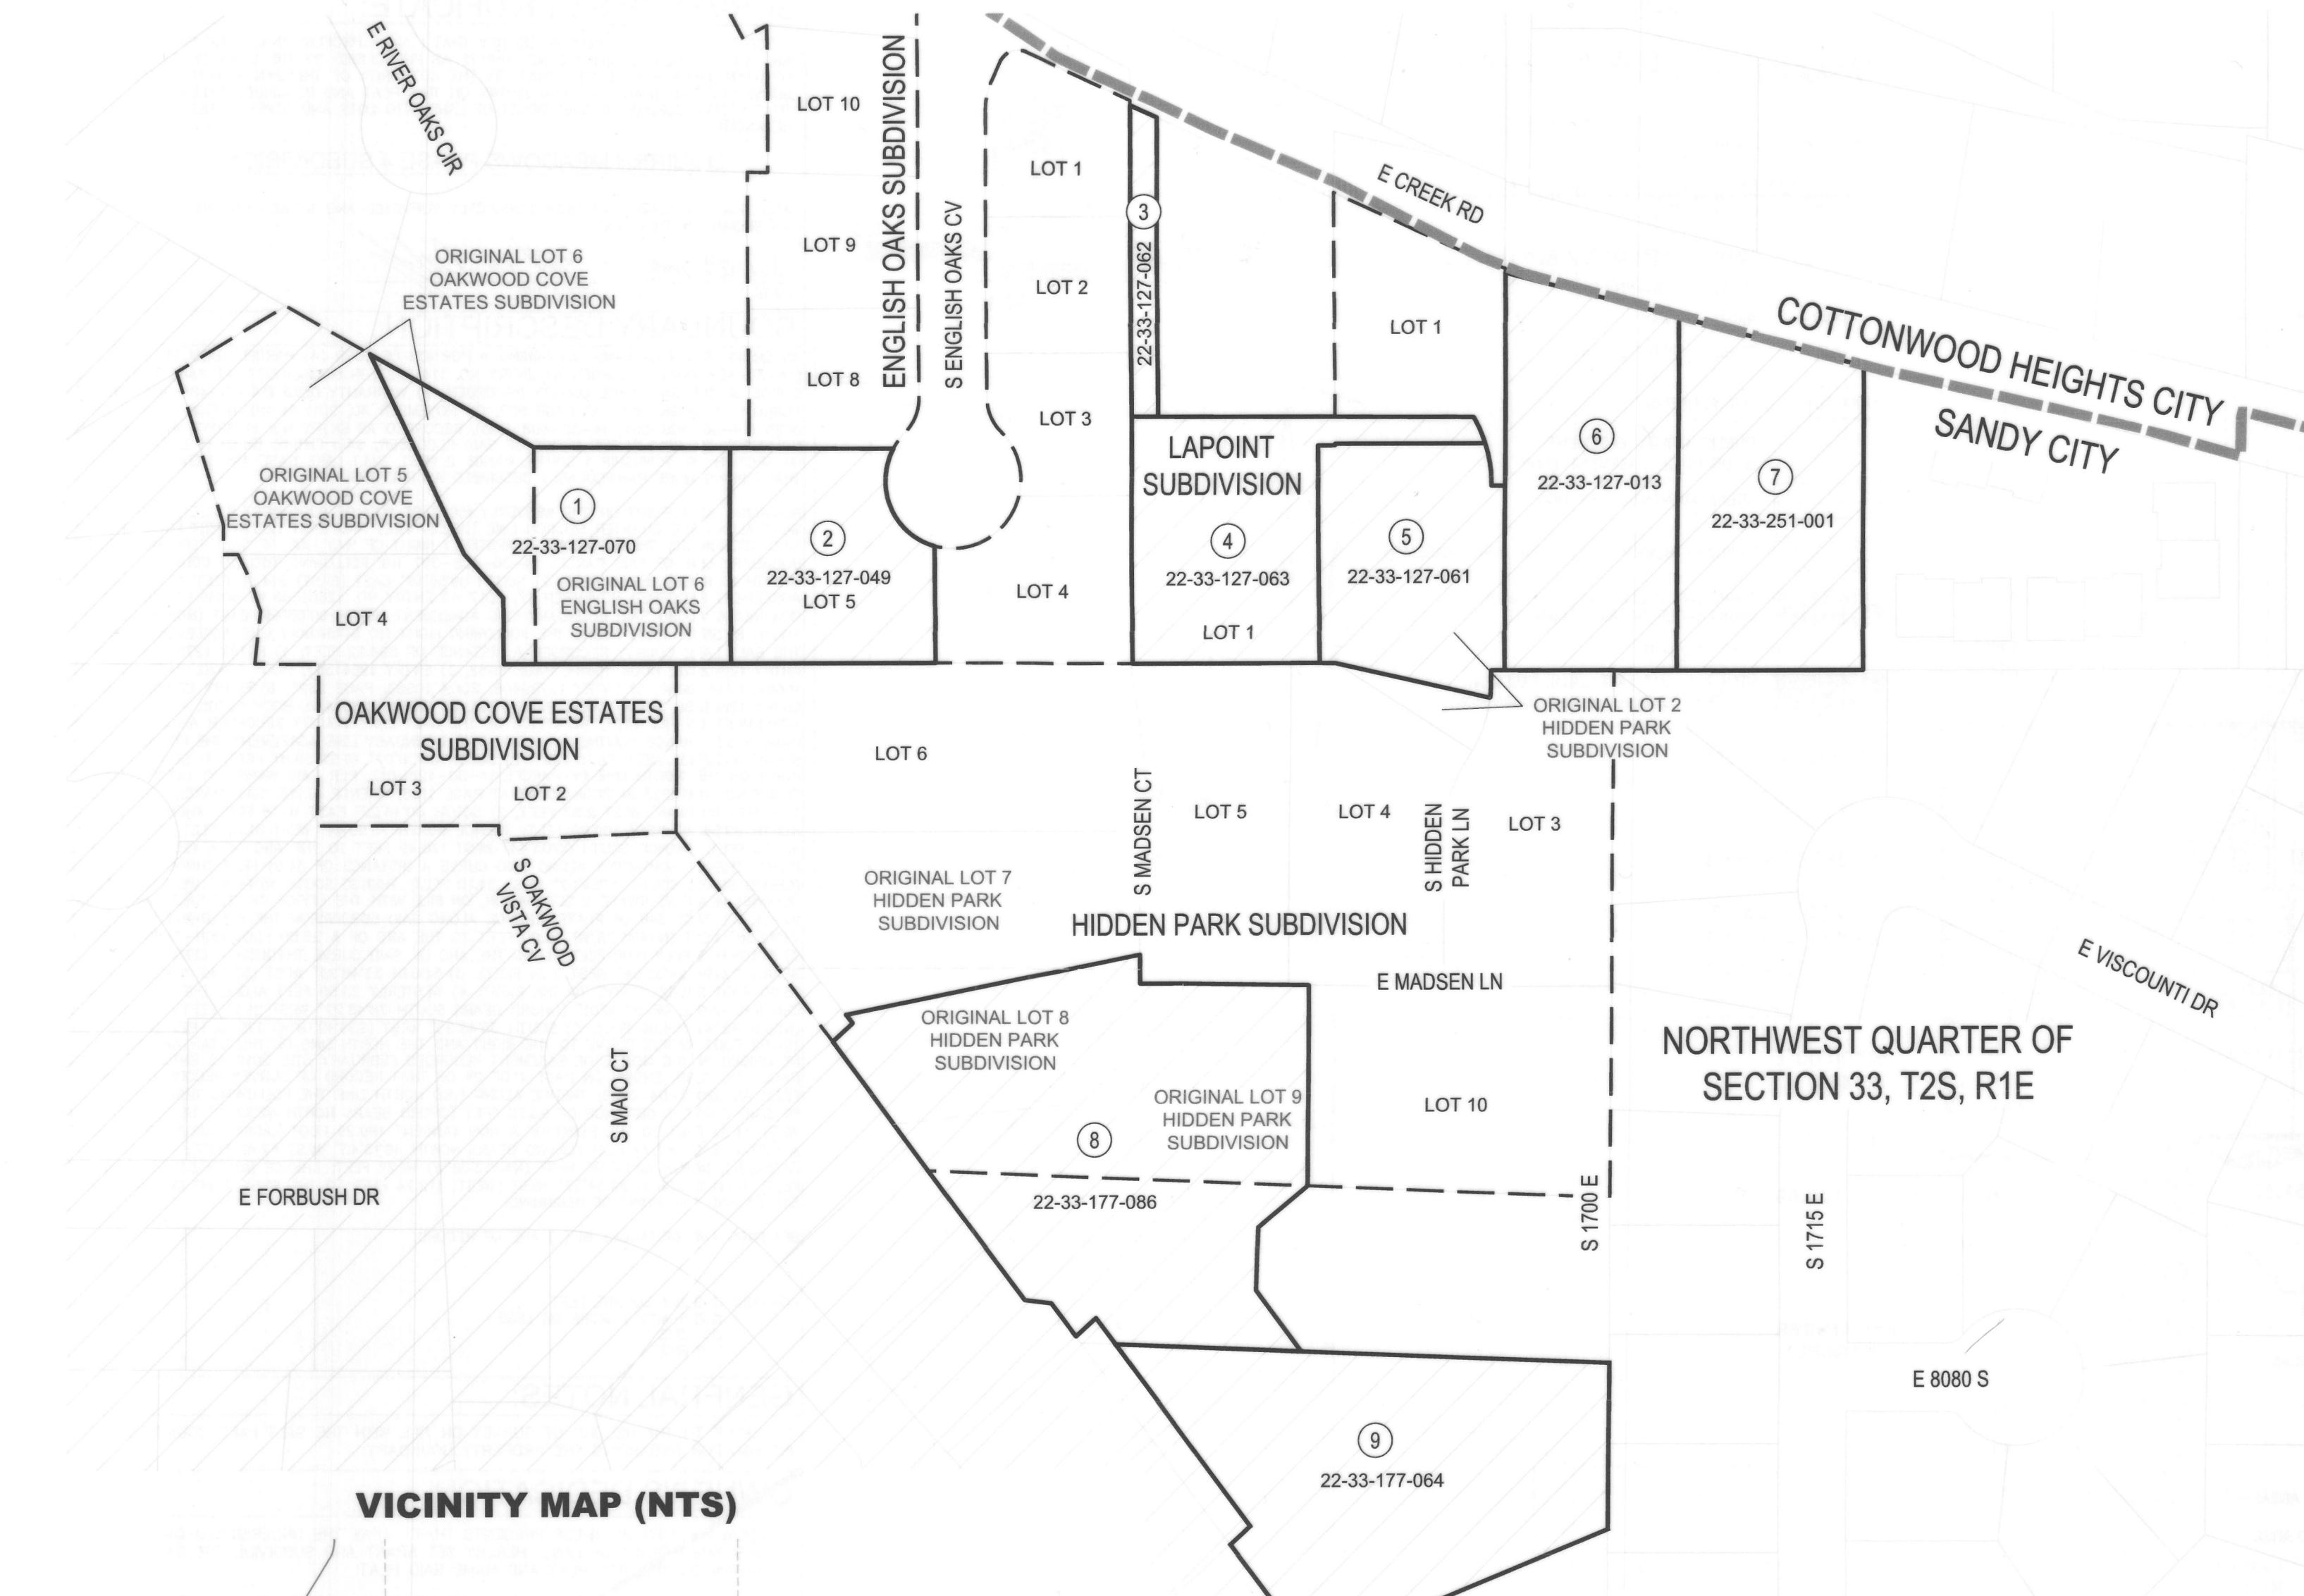 E RIVER OAKS CIR
LOT 10
ENGLISH OAKS SUBDIVISION
S ENGLISH OAKS CV
LOT 1
3
22-33-127-062
E CREEK RD
LOT 9
ORIGINAL LOT 6
OAKWOOD COVE
ESTATES SUBDIVISION
LOT 2
LOT 1
COTTONWOOD HEIGHTS CITY
SANDY CITY
LOT 8
LOT 3
LAPOINT
SUBDIVISION
6
22-33-127-013
7
22-33-251-001
ORIGINAL LOT 5
OAKWOOD COVE
ESTATES SUBDIVISION
1
22-33-127-070
ORIGINAL LOT 6
ENGLISH OAKS
SUBDIVISION
2
22-33-127-049
LOT 5
LOT 4
4
22-33-127-063
LOT 1
5
22-33-127-061
LOT 4
OAKWOOD COVE ESTATES
SUBDIVISION
LOT 3
LOT 2
LOT 6
ORIGINAL LOT 2
HIDDEN PARK
SUBDIVISION
S MADSEN CT
LOT 5
LOT 4
S HIDDEN
PARK LN
LOT 3
S OAKWOOD
VISTA CV
ORIGINAL LOT 7
HIDDEN PARK
SUBDIVISION
HIDDEN PARK SUBDIVISION
E MADSEN LN
E VISCOUNTI DR
ORIGINAL LOT 8
HIDDEN PARK
SUBDIVISION
NORTHWEST QUARTER OF
SECTION 33, T2S, R1E
S MAIO CT
ORIGINAL LOT 9
HIDDEN PARK
SUBDIVISION
LOT 10
8
22-33-177-086
E FORBUSH DR
S 1700 E
S 1715 E
E 8080 S
9
22-33-177-064
VICINITY MAP (NTS)